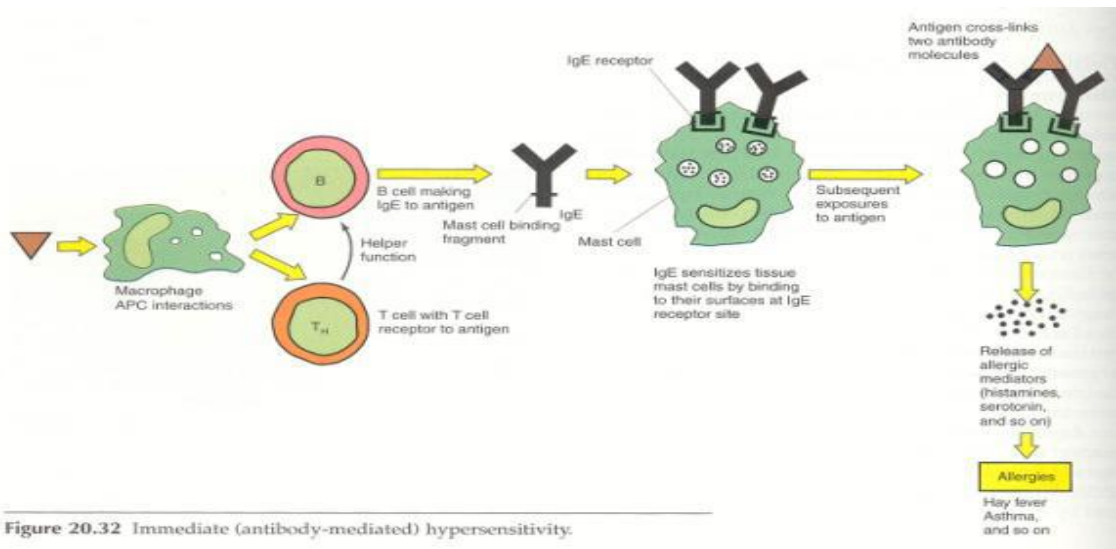 Macrophage
APC interactions
B
B cell making
IgE to antigen
Helper
function
TH
T cell with T cell
receptor to antigen
Mast cell binding
fragment
IgE
IgE receptor
Mast cell
IgE sensitizes tissue
mast cells by binding
to their surfaces at IgE
receptor site
Subsequent
exposures
to antigen
Antigen cross-links
two antibody
molecules
Release of
allergic
mediators
(histamines,
serotonin,
and so on)
Allergies
Hay fever
Asthma,
and so on
Figure 20.32 Immediate (antibody-mediated) hypersensitivity.